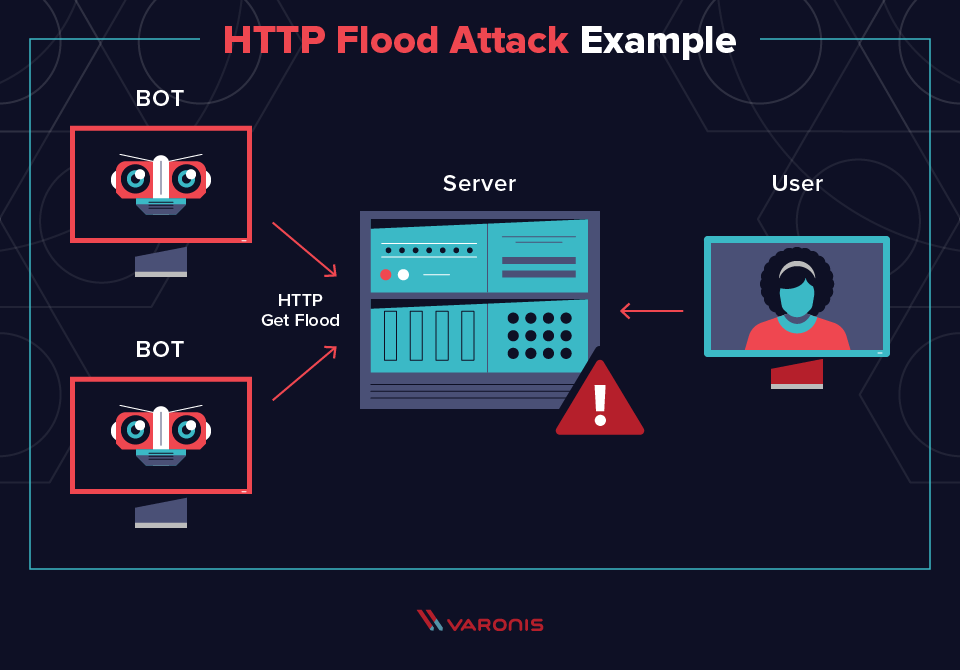 HTTP Flood Attack Example
BOT
Server
User
HTTP
Get Flood
BOT
VARONIS